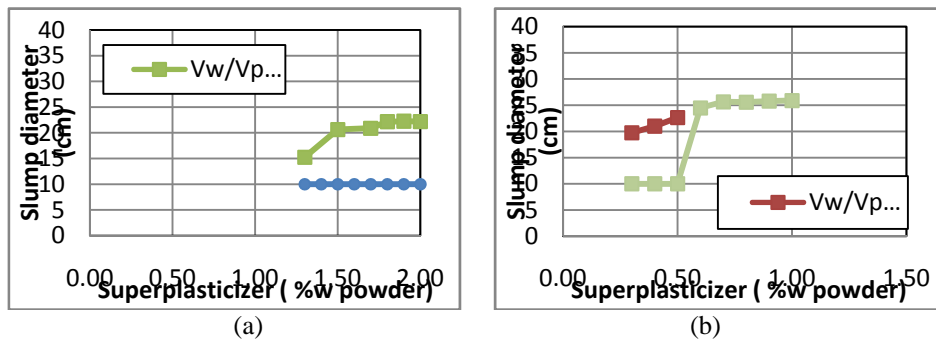 40
35
30
25
20
15
10
5
0
Slump diameter
(cm)
Vw/Vp...
0.00 0.50 1.00 1.50 2.00
Superplasticizer ( %w powder)
(a)
40
35
30
25
20
15
10
5
0
Slump diameter
(cm)
Vw/Vp...
0.00 0.50 1.00 1.50
Superplasticizer ( %w powder)
(b)